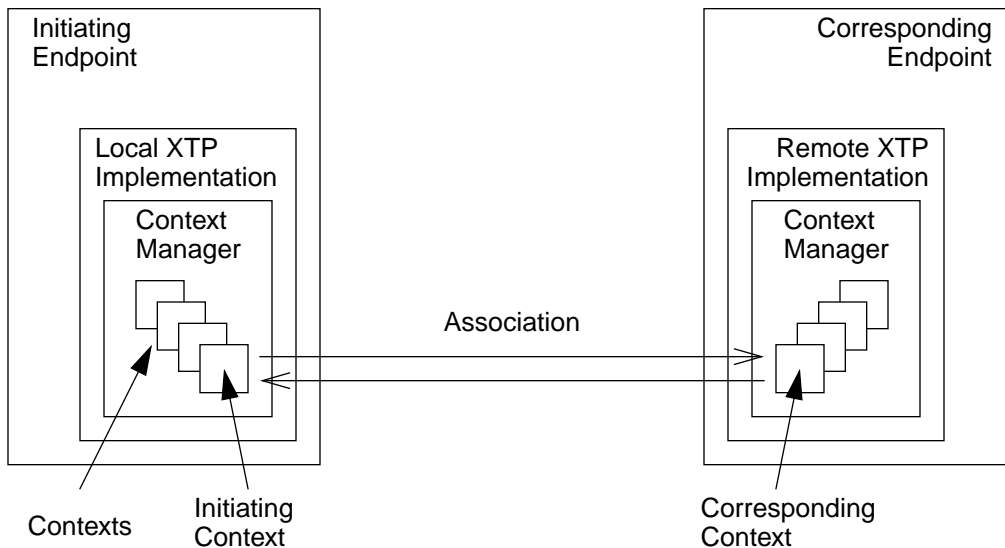 Initiating
Endpoint
Corresponding
Endpoint
Local XTP
Implementation
Remote XTP
Implementation
Context
Manager
Context
Manager
Association
Contexts
Initiating
Context
Corresponding
Context